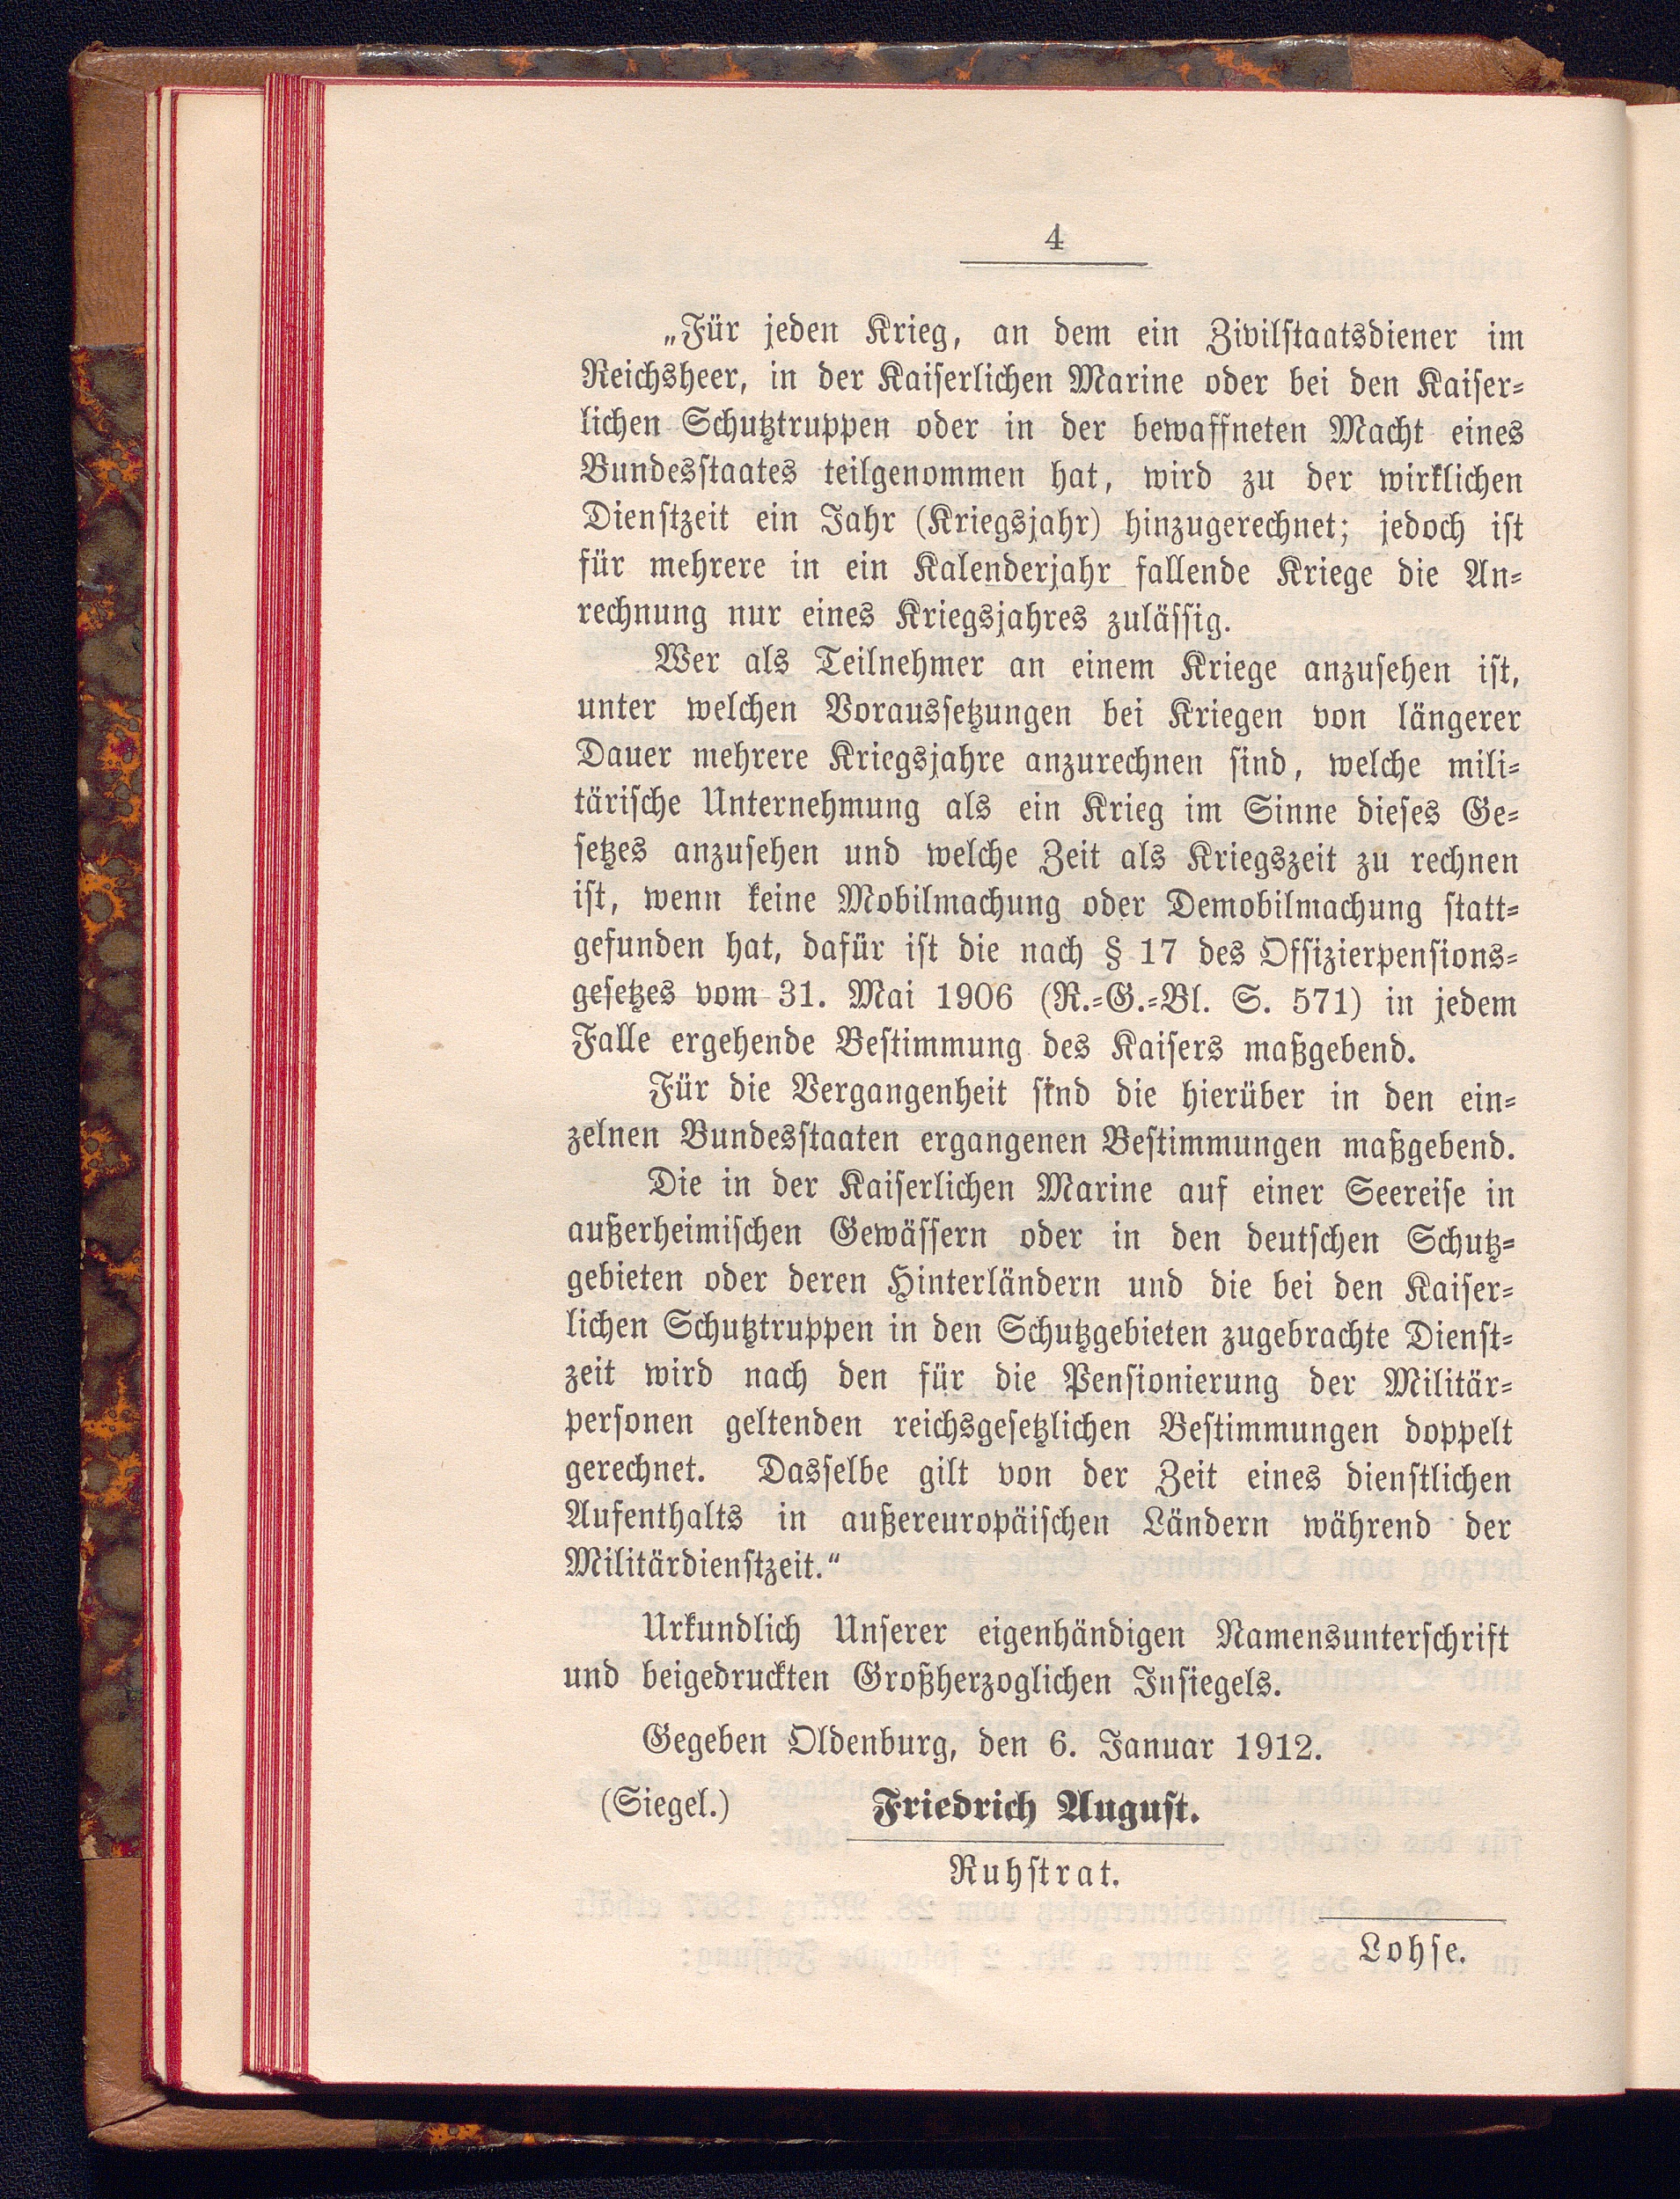 4
„Für jeden Krieg, an dem ein Zivilstaatsdiener im
Reichsheer, in der Kaiserlichen Marine oder bei den Kaiser-
lichen Schutztruppen oder in der bewaffneten Macht eines
Bundesstaates teilgenommen hat, wird zu der wirklichen
Dienstzeit ein Jahr (Kriegsjahr) hinzugerechnet; jedoch ist
für mehrere in ein Kalenderjahr fallende Kriege die An-
rechnung nur eines Kriegsjahres zulässig.
Wer als Teilnehmer an einem Kriege anzusehen ist,
unter welchen Voraussetzungen bei Kriegen von längerer
Dauer mehrere Kriegsjahre anzurechnen sind, welche mili-
tärische Unternehmung als ein Krieg im Sinne dieses Ge-
setzes anzusehen und welche Zeit als Kriegszeit zu rechnen
ist, wenn keine Mobilmachung oder Demobilmachung statt-
gefunden hat, dafür ist die nach § 17 des Offizierpensions-
gesetzes vom 31. Mai 1906 (R.-G.-Bl. S. 571) in jedem
Falle ergehende Bestimmung des Kaisers maßgebend.
Für die Vergangenheit sind die hierüber in den ein-
zelnen Bundesstaaten ergangenen Bestimmungen maßgebend.
Die in der Kaiserlichen Marine auf einer Seereise in
außerheimischen Gewässern oder in den deutschen Schutz-
gebieten oder deren Hinterländern und die bei den Kaiser-
lichen Schutztruppen in den Schutzgebieten zugebrachte Dienst-
zeit wird nach den für die Pensionierung der Militär-
personen geltenden reichsgesetzlichen Bestimmungen doppelt
gerechnet. Dasselbe gilt von der Zeit eines dienstlichen
Aufenthalts in außereuropäischen Ländern während der
Militärdienstzeit.“
Urkundlich Unserer eigenhändigen Namensunterschrift
und beigedruckten Großherzoglichen Insiegels.
Gegeben Oldenburg, den 6. Januar 1912.
(Siegel.) Friedrich August.
Ruhstrat.
Lohse.